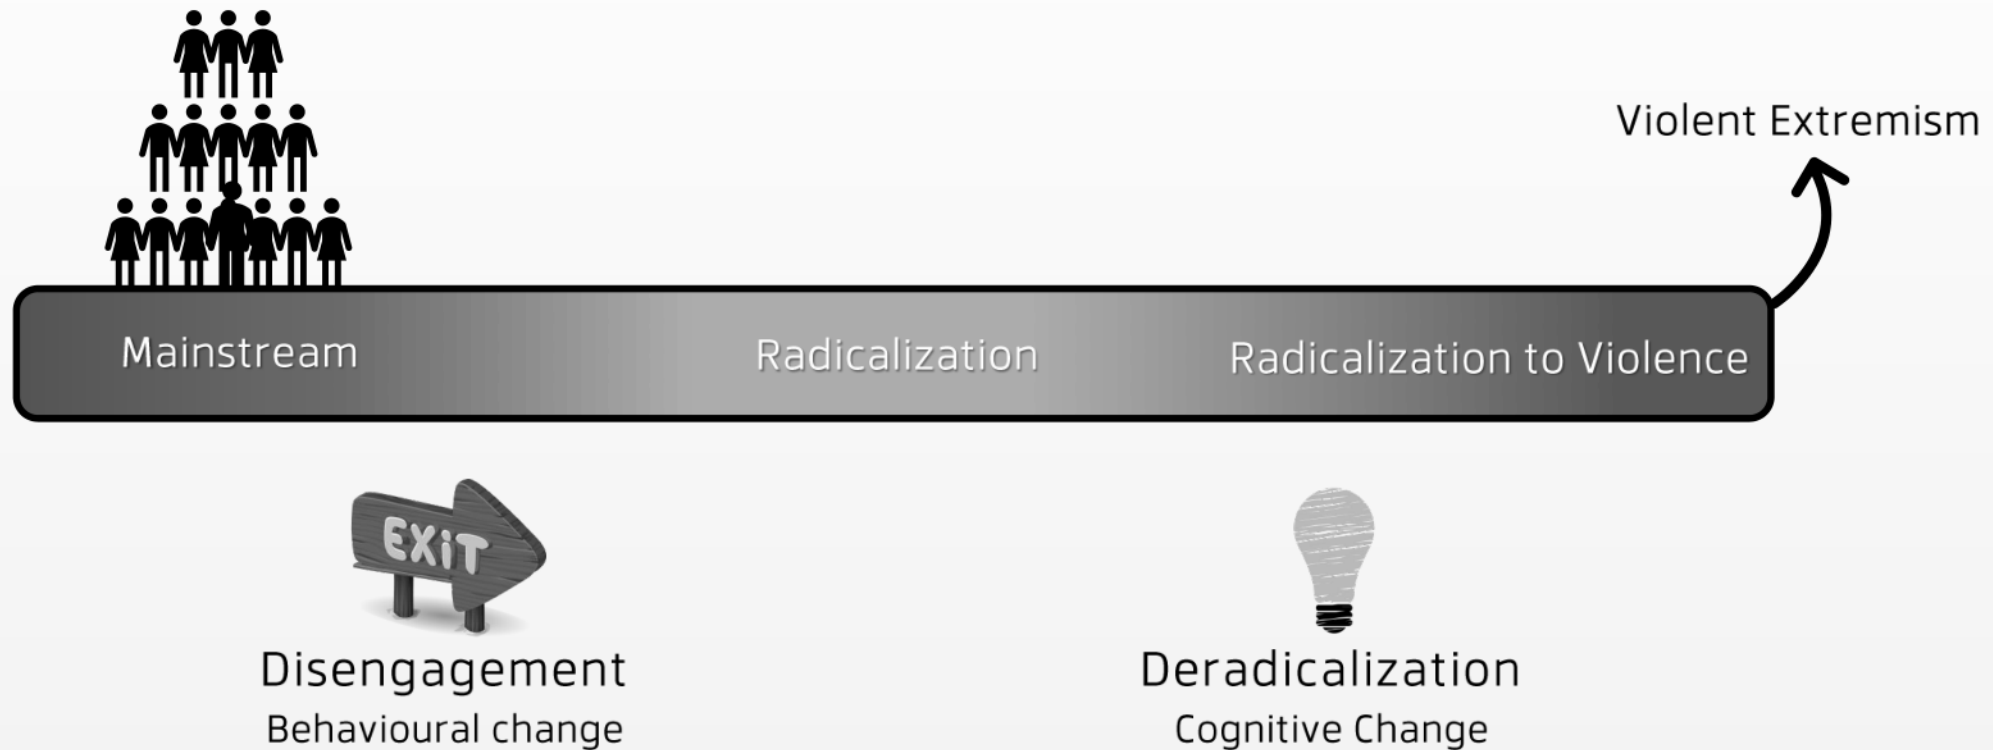 Violent Extremism
Mainstream
Radicalization
Radicalization to Violence
EXiT
Disengagement
Behavioural change
Deradicalization
Cognitive Change